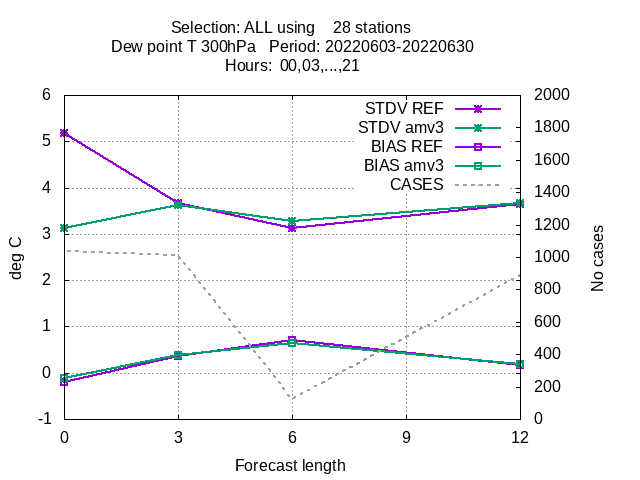 Selection: ALL using    28 stations
Dew point T 300hPa   Period: 20220603-20220630
Hours:  00,03,...,21
STDV REF
STDV amv3
BIAS REF
BIAS amv3
CASES
6
5
4
3
2
1
0
-1
deg C
2000
1800
1600
1400
1200
1000
800
600
400
200
0
No cases
0 3 6 9 12
Forecast length